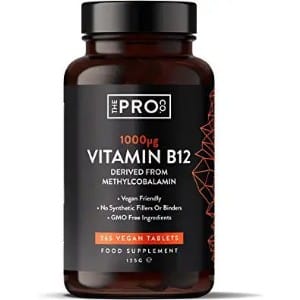 THE PRO CO
1000µg
VITAMIN B12
DERIVED FROM
METHYLCOBALAMIN
• Vegan Friendly
• No Synthetic Fillers Or Binders
• GMO Free Ingredients
365 VEGAN TABLETS
FOOD SUPPLEMENT
125G e